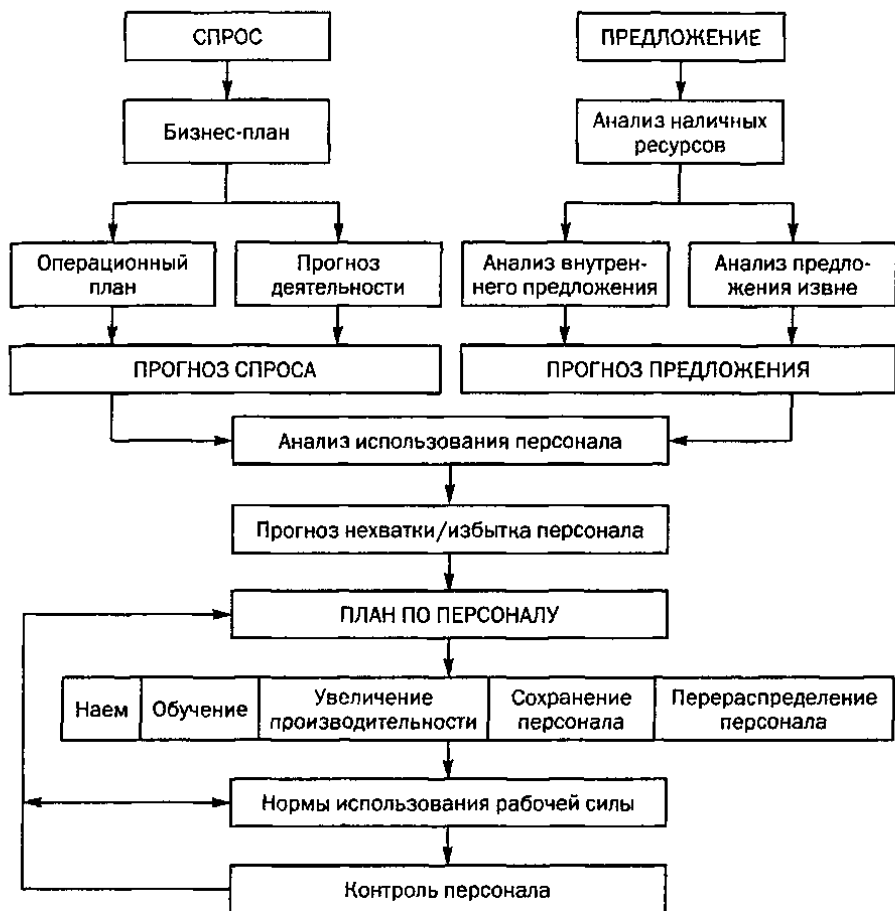 СПРОС
ПРЕДЛОЖЕНИЕ
Бизнес-план
Анализ наличных
ресурсов
Операционный
план
Прогноз
деятельности
Анализ внутрен-
него предложения
Анализ предло-
жения извне
ПРОГНОЗ СПРОСА
ПРОГНОЗ ПРЕДЛОЖЕНИЯ
Анализ использования персонала
Прогноз нехватки/избытка персонала
ПЛАН ПО ПЕРСОНАЛУ
Наем
Обучение
Увеличение
производительности
Сохранение
персонала
Перераспределение
персонала
Нормы использования рабочей силы
Контроль персонала